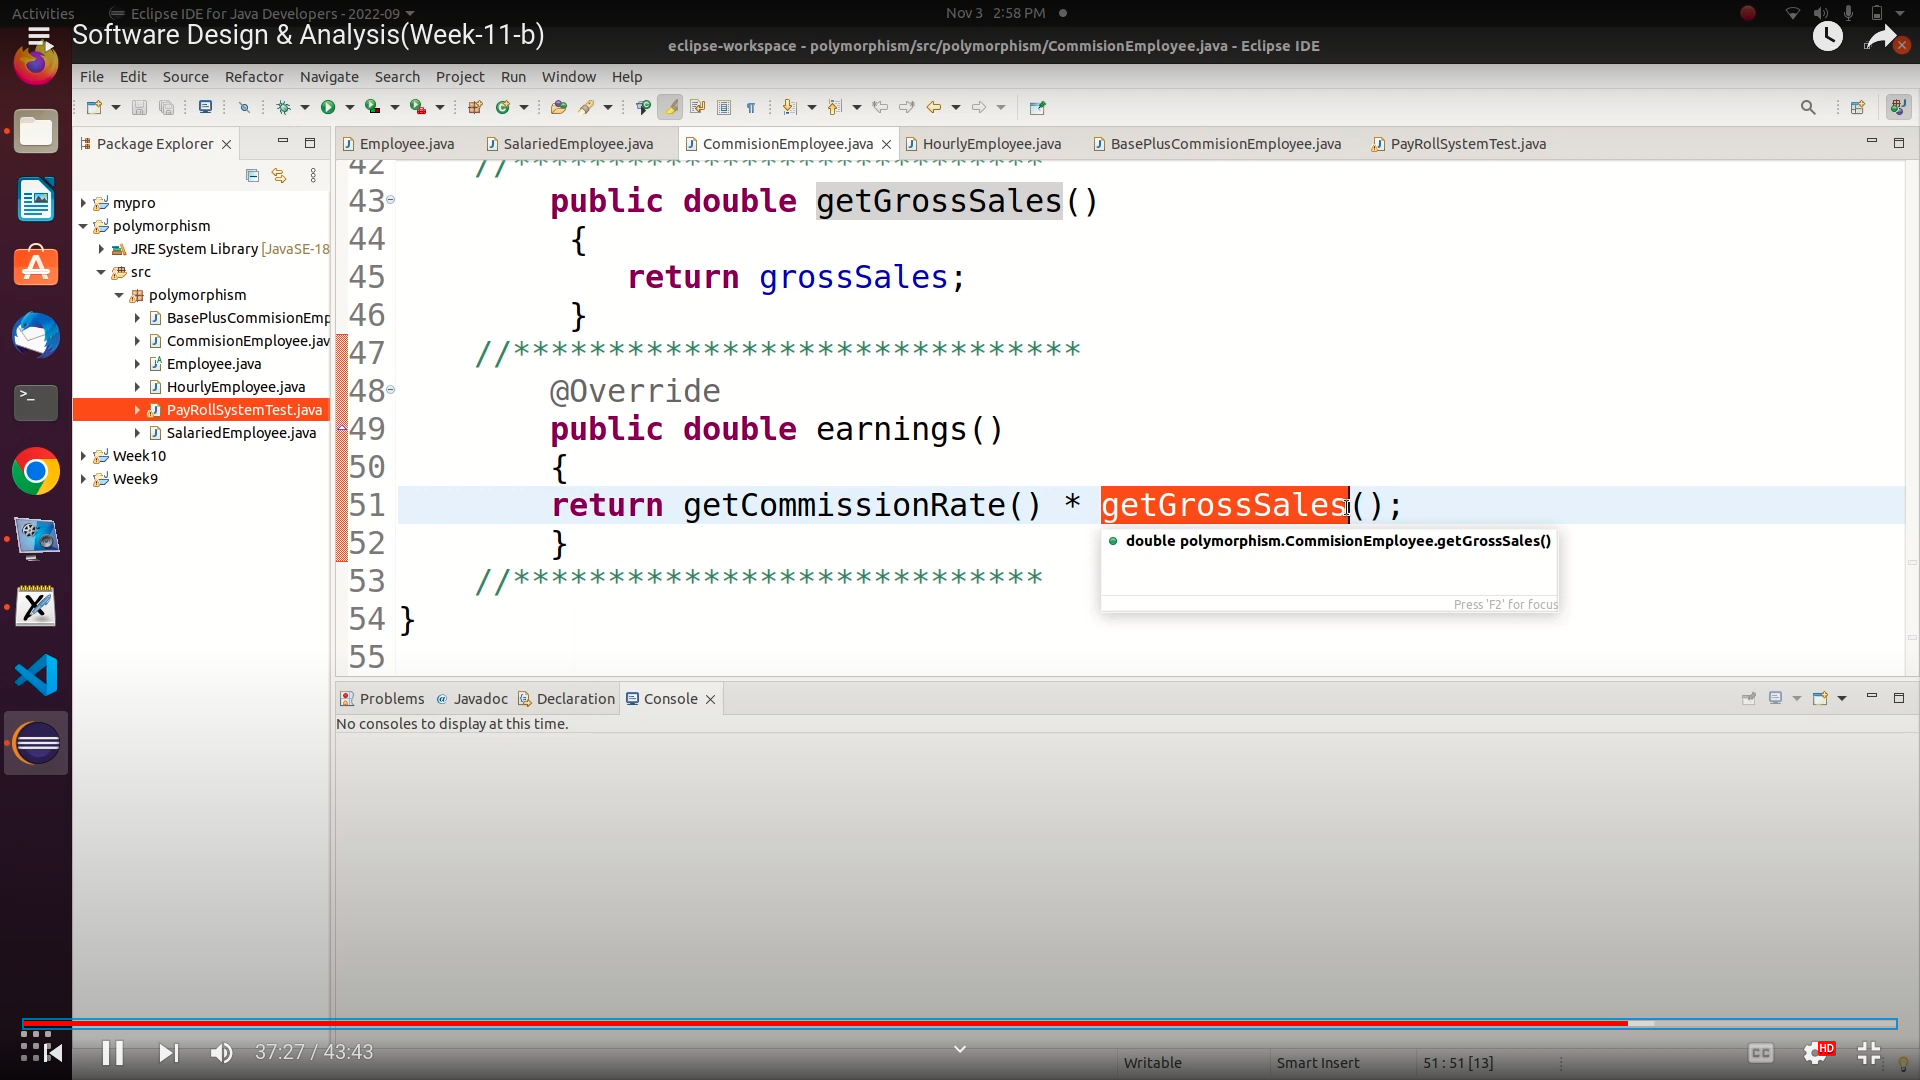 Activities
Eclipse IDE for Java Developers - 2022-09
Nov 3 2:58 PM
Software Design & Analysis(Week-11-b)
eclipse-workspace - polymorphism/src/polymorphism/CommisionEmployee.java - Eclipse IDE
File Edit Source Refactor Navigate Search Project Run Window Help
Package Explorer
Employee.java SalariedEmployee.java CommisionEmployee.java HourlyEmployee.java BasePlusCommisionEmployee.java PayRollSystemTest.java
mypro
polymorphism
JRE System Library [JavaSE-18
src
polymorphism
BasePlusCommisionEmp
CommisionEmployee.jav
Employee.java
HourlyEmployee.java
PayRollSystemTest.java
SalariedEmployee.java
Week10
Week9
42 //****************************
43 public double getGrossSales()
44 {
45 return grossSales;
46 }
47 //******************************
48 @Override
49 public double earnings()
50 {
51 return getCommissionRate() * getGrossSales();
52 }
53 //****************************
54 }
55
double polymorphism.CommisionEmployee.getGrossSales()
Press 'F2' for focus
Problems @ Javadoc Declaration Console
No consoles to display at this time.
37:27 / 43:43
CC
HD
Writable Smart Insert 51 : 51 [13]